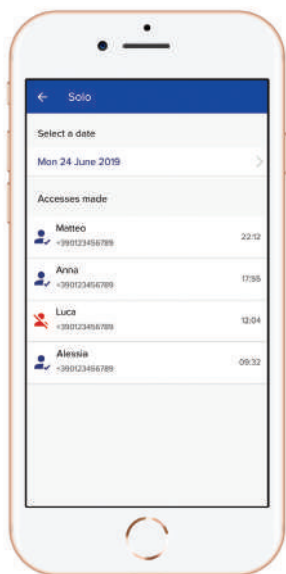 Solo
Select a date
Mon 24 June 2019
Accesses made
Matteo
+390123456789
22:12
Anna
+390123456789
17:55
Luca
+390123456789
12:04
Alessia
+390123456789
09:32